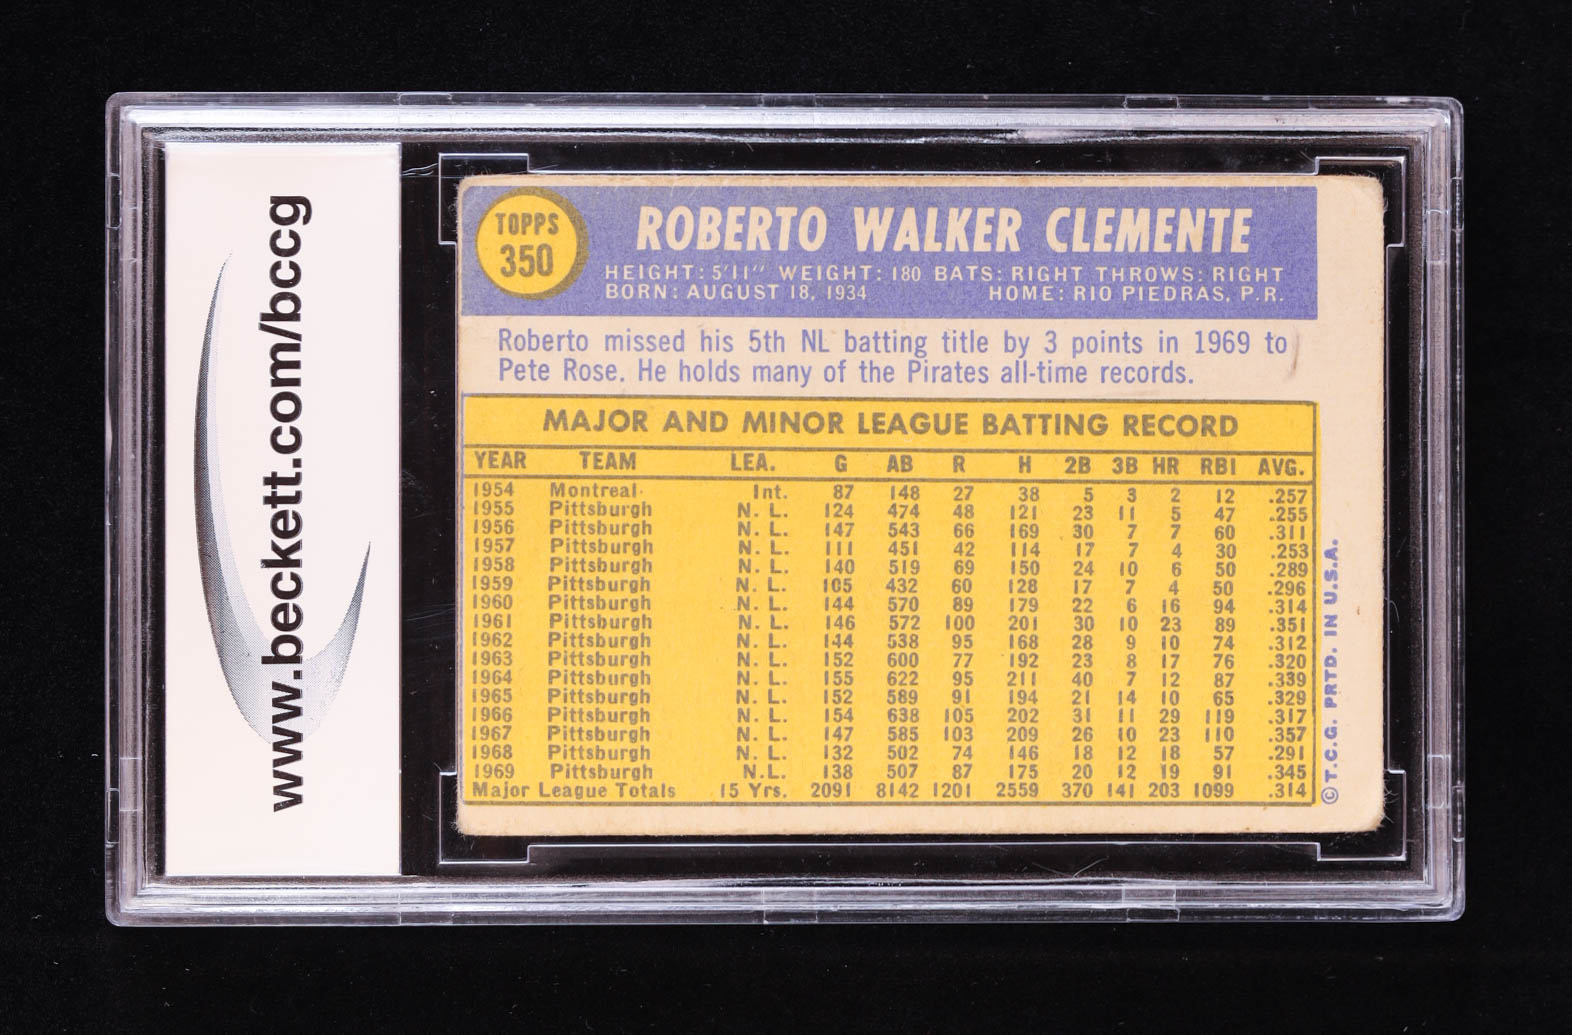 www.beckett.com/bccg
TOPPS
350
ROBERTO WALKER CLEMENTE
HEIGHT: 5'11" WEIGHT: 180 BATS: RIGHT THROWS: RIGHT
BORN: AUGUST 18, 1934 HOME: RIO PIEDRAS, P.R.
Roberto missed his 5th NL batting title by 3 points in 1969 to
Pete Rose. He holds many of the Pirates all-time records.
MAJOR AND MINOR LEAGUE BATTING RECORD
YEAR TEAM LEA. G AB R H 2B 3B HR RBI AVG.
1954 Montreal Int. 87 148 27 38 5 3 2 12 .257
1955 Pittsburgh N. L. 124 474 48 121 23 11 5 47 .255
1956 Pittsburgh N. L. 147 543 66 169 30 7 7 60 .311
1957 Pittsburgh N. L. 111 451 42 114 17 7 4 30 .253
1958 Pittsburgh N. L. 140 519 69 150 24 10 6 50 .289
1959 Pittsburgh N. L. 105 432 60 128 17 7 4 50 .296
1960 Pittsburgh N. L. 144 570 89 179 22 6 16 94 .314
1961 Pittsburgh N. L. 146 572 100 201 30 10 23 89 .351
1962 Pittsburgh N. L. 144 538 95 168 28 9 10 74 .312
1963 Pittsburgh N. L. 152 600 77 192 23 8 17 76 .320
1964 Pittsburgh N. L. 155 622 95 211 40 7 12 87 .339
1965 Pittsburgh N. L. 152 589 91 194 21 14 10 65 .329
1966 Pittsburgh N. L. 154 638 105 202 31 11 29 119 .317
1967 Pittsburgh N. L. 147 585 103 209 26 10 23 110 .357
1968 Pittsburgh N. L. 132 502 74 146 18 12 18 57 .291
1969 Pittsburgh N.L. 138 507 87 175 20 12 19 91 .345
Major League Totals 15 Yrs. 2091 8142 1201 2559 370 141 203 1099 .314
© T.C.G. PRTD. IN U.S.A.